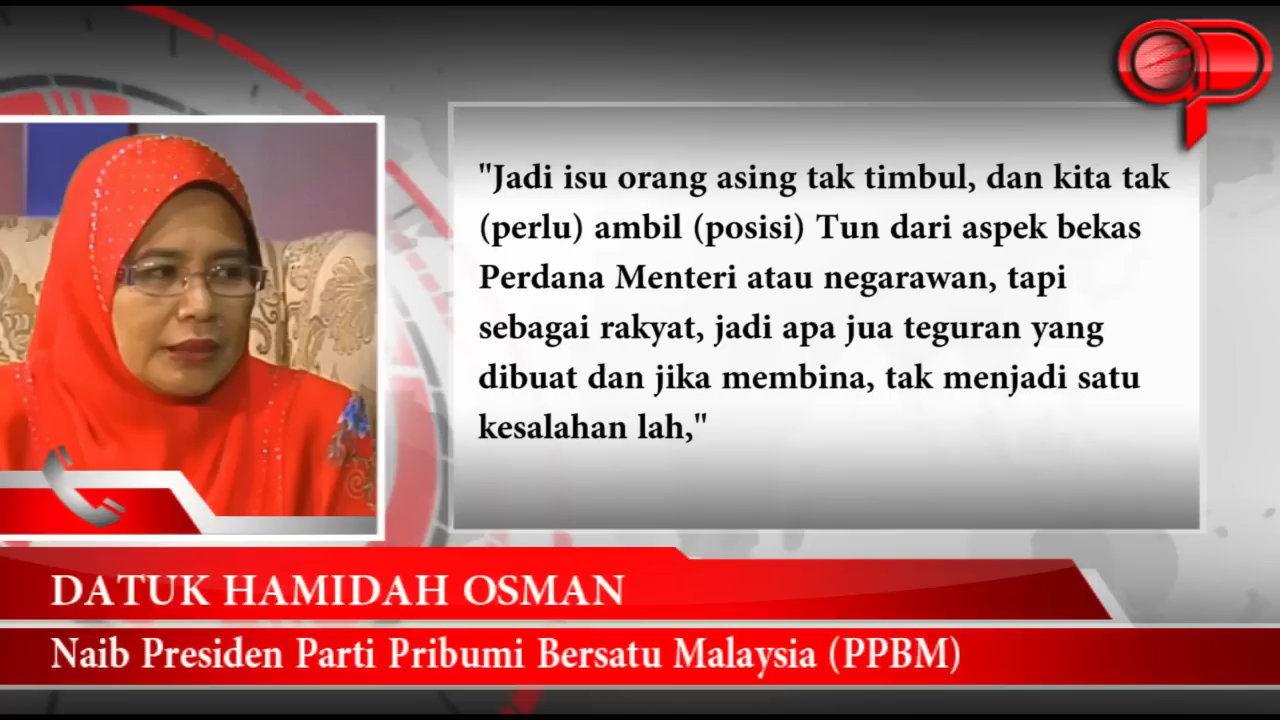 "Jadi isu orang asing tak timbul, dan kita tak
(perlu) ambil (posisi) Tun dari aspek bekas
Perdana Menteri atau negarawan, tapi
sebagai rakyat, jadi apa jua teguran yang
dibuat dan jika membina, tak menjadi satu
kesalahan lah,"
DATUK HAMIDAH OSMAN
Naib Presiden Parti Pribumi Bersatu Malaysia (PPBM)